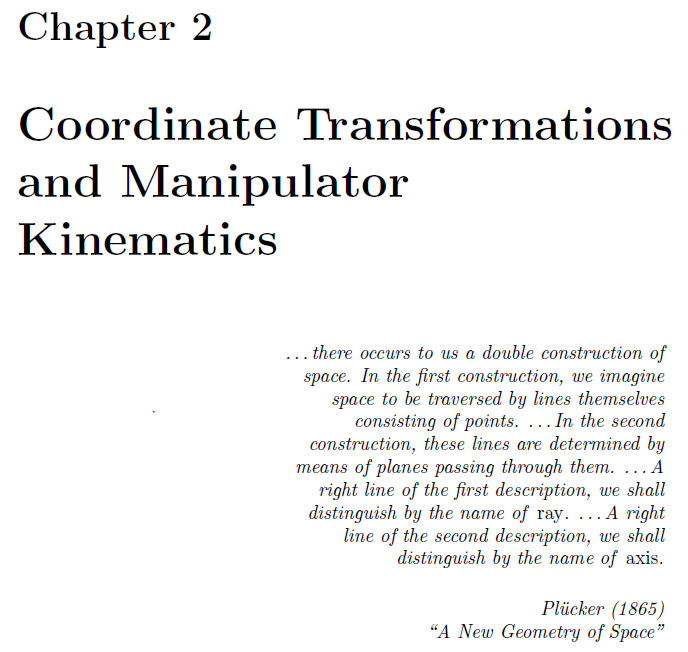 Chapter 2
Coordinate Transformations
and Manipulator
Kinematics
...there occurs to us a double construction of
space. In the first construction, we imagine
space to be traversed by lines themselves
consisting of points. ...In the second
construction, these lines are determined by
means of planes passing through them. ...A
right line of the first description, we shall
distinguish by the name of ray. ...A right
line of the second description, we shall
distinguish by the name of axis.
Plücker (1865)
“A New Geometry of Space”